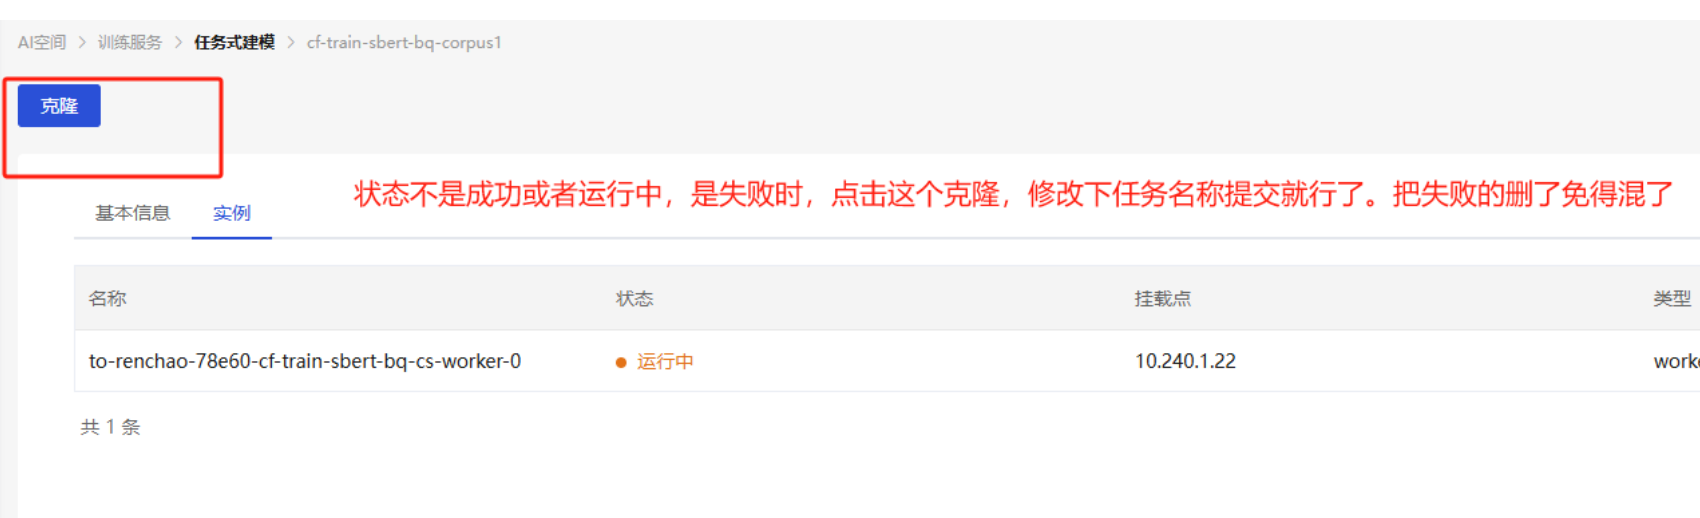 AI空间 > 训练服务 > 任务式建模 > cf-train-sbert-bq-corpus1
克隆
状态不是成功或者运行中，是失败时，点击这个克隆，修改下任务名称提交就行了。把失败的删了免得混了
基本信息 实例
名称 状态 挂载点 类型
to-renchao-78e60-cf-train-sbert-bq-cs-worker-0 运行中 10.240.1.22
共 1 条